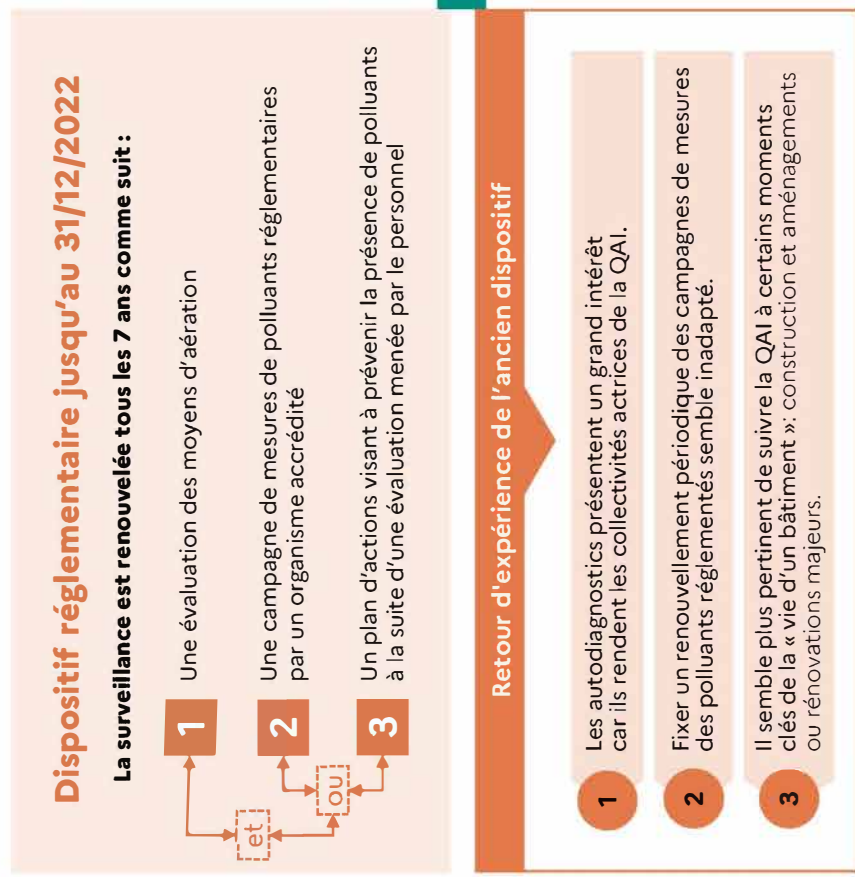 Dispositif réglementaire jusqu'au 31/12/2022
La surveillance est renouvelée tous les 7 ans comme suit :
et
ou
1
Une évaluation des moyens d'aération
2
Une campagne de mesures de polluants réglementaires
par un organisme accrédité
3
Un plan d'actions visant à prévenir la présence de polluants
à la suite d'une évaluation menée par le personnel
Retour d'expérience de l'ancien dispositif
1
Les autodiagnostics présentent un grand intérêt
car ils rendent les collectivités actrices de la QAI.
2
Fixer un renouvellement périodique des campagnes de mesures
des polluants réglementés semble inadapté.
3
Il semble plus pertinent de suivre la QAI à certains moments
clés de la « vie d'un bâtiment »: construction et aménagements
ou rénovations majeurs.